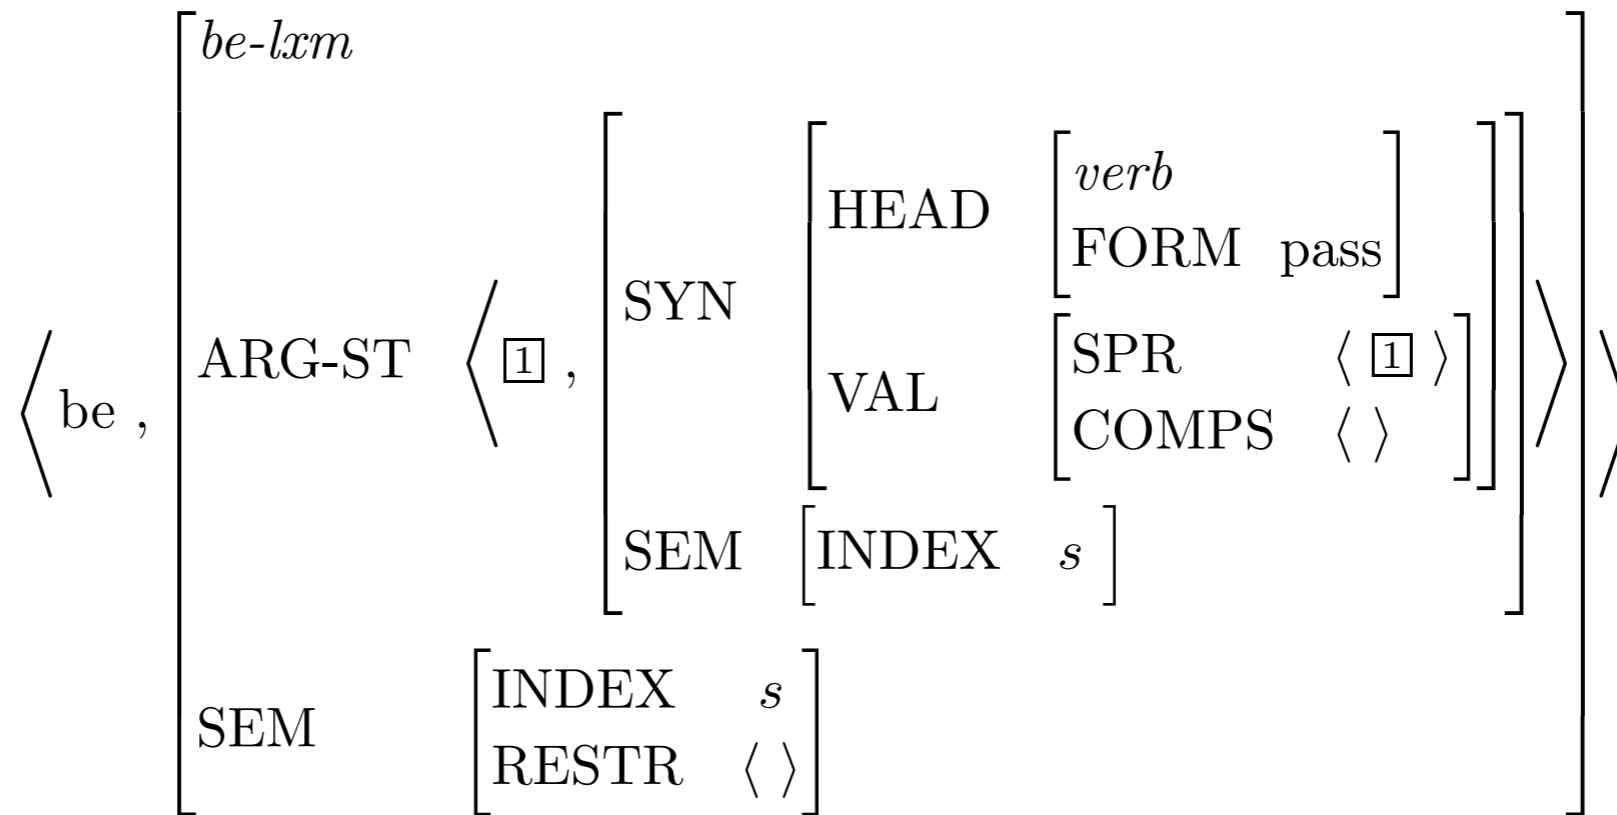 be-lxm
verb
HEAD
FORM pass
SYN
ARG-ST ⟨ 1 ,
SPR ⟨ 1 ⟩
VAL
⟨ be ,
COMPS ⟨ ⟩
SEM [INDEX s]
INDEX s
SEM
RESTR ⟨ ⟩